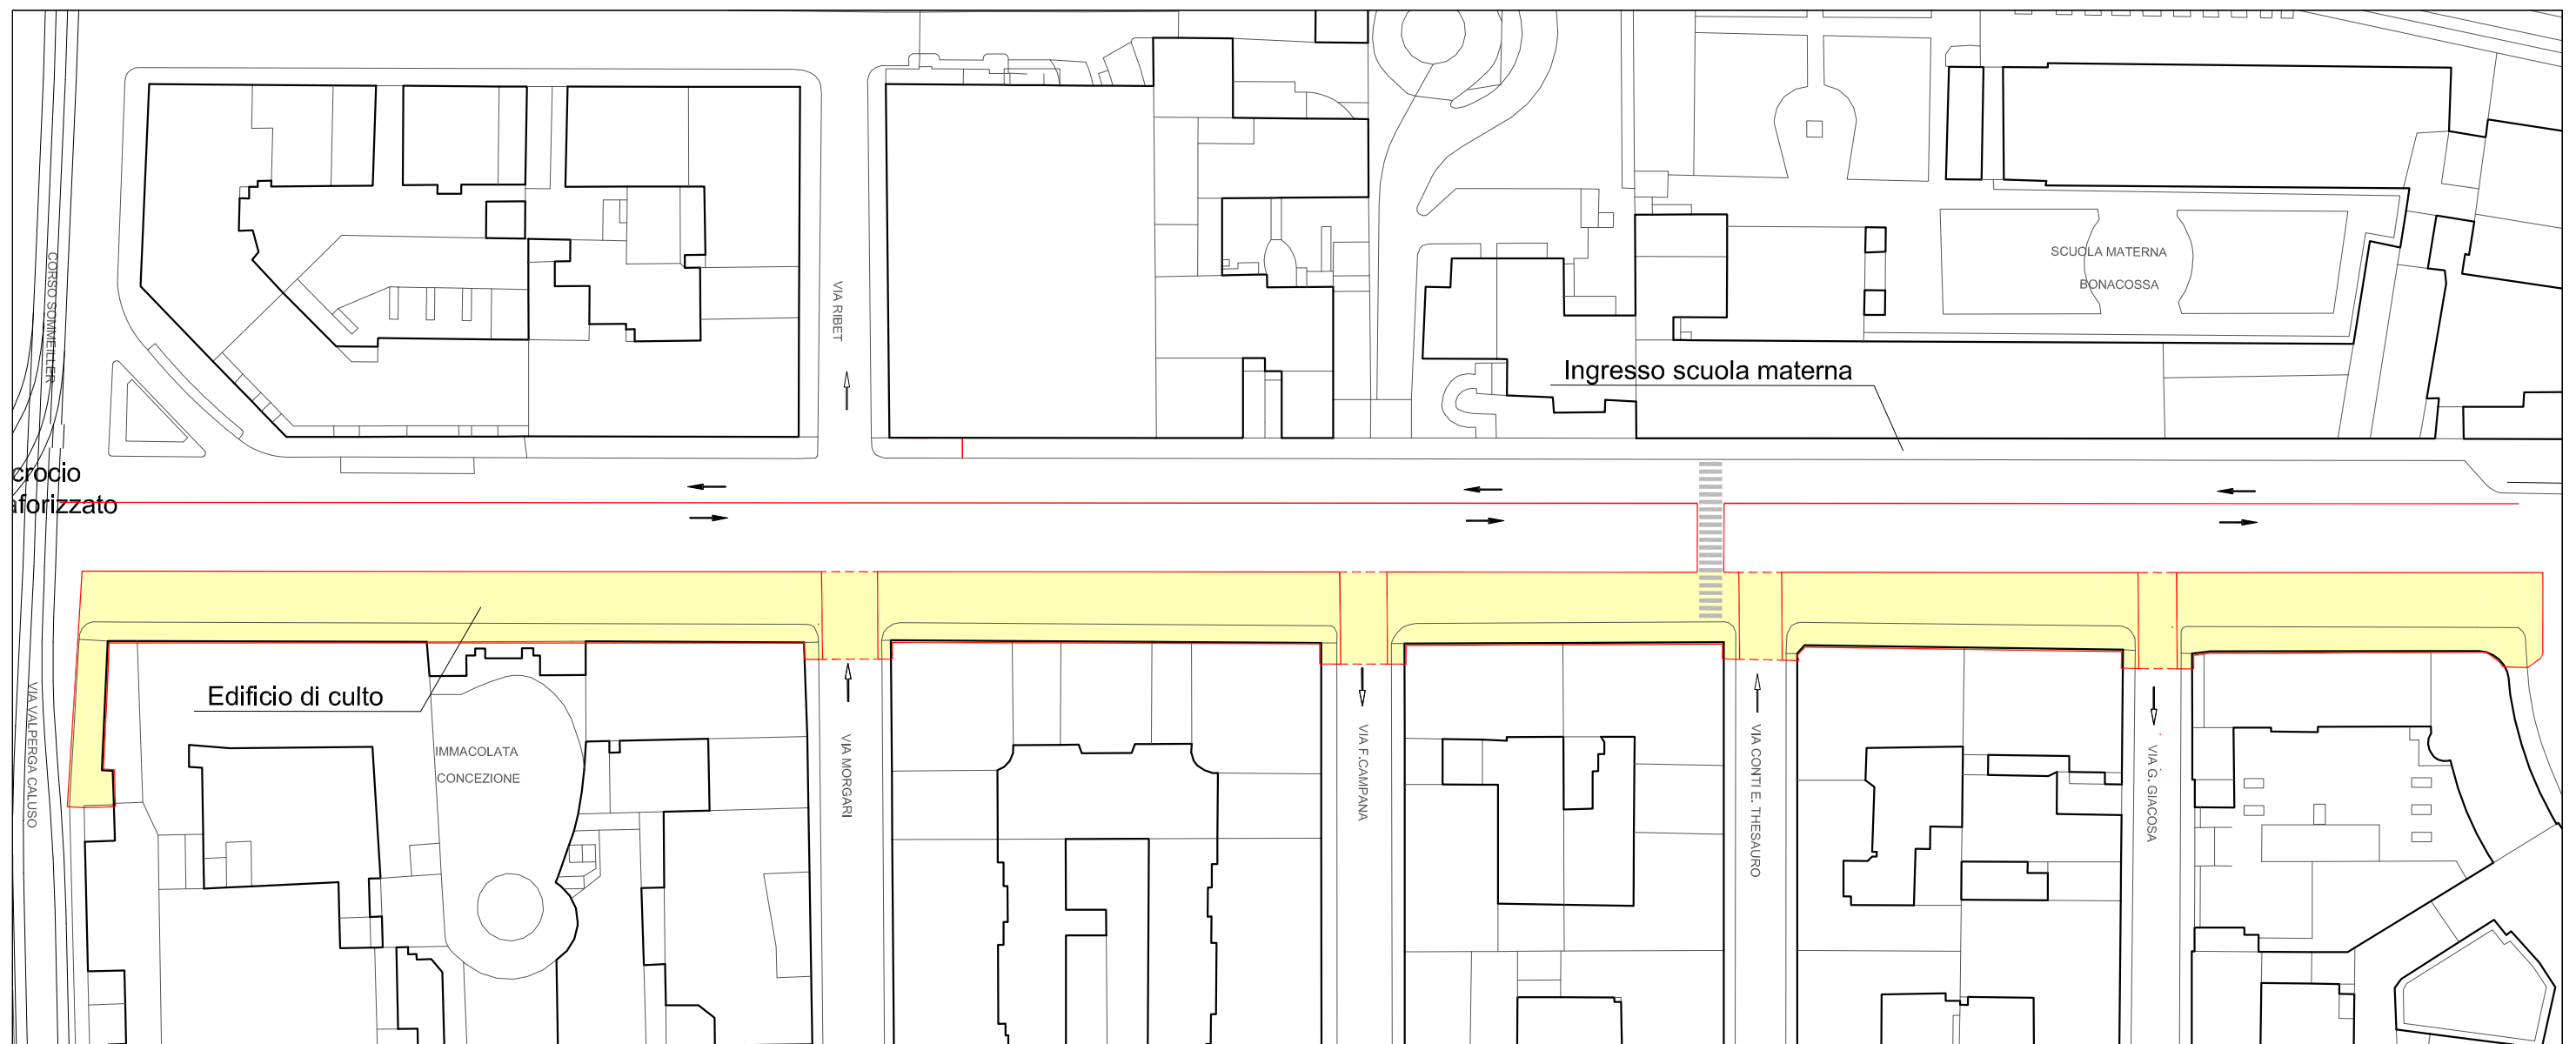 CORSO SOMMEILLER
VIA RIBET
SCUOLA MATERNA
BONACOSSA
Ingresso scuola materna
crocio
aforizzato
Edificio di culto
IMMACOLATA
CONCEZIONE
VIA VALPERGA CALUSO
VIA MORGARI
VIA F.CAMPANA
VIA CONTI E. THESAURO
VIA G. GIACOSA